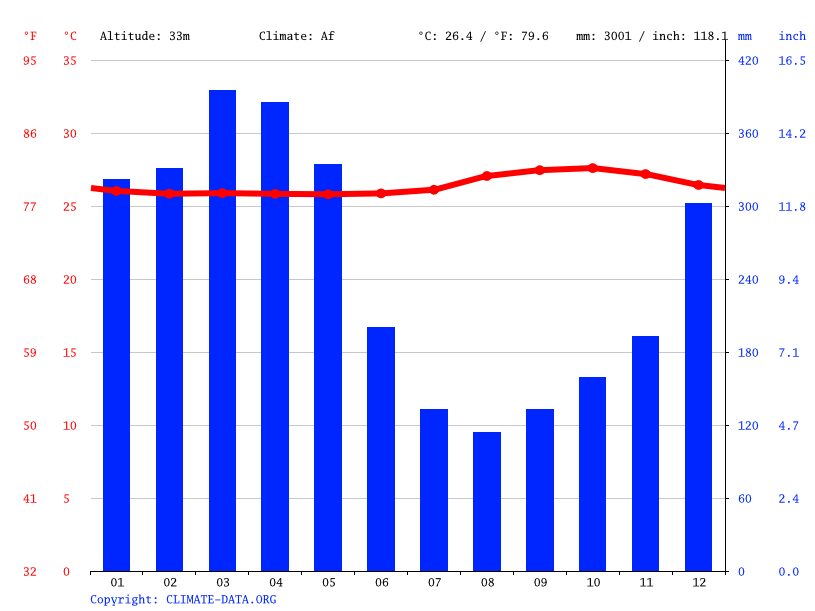 °F °C Altitude: 33m Climate: Af °C: 26.4 / °F: 79.6 mm: 3001 / inch: 118.1 mm inch
95 35 420 16.5
86 30 360 14.2
77 25 300 11.8
68 20 240 9.4
59 15 180 7.1
50 10 120 4.7
41 5 60 2.4
32 0 0 0.0
01 02 03 04 05 06 07 08 09 10 11 12
Copyright: CLIMATE-DATA.ORG